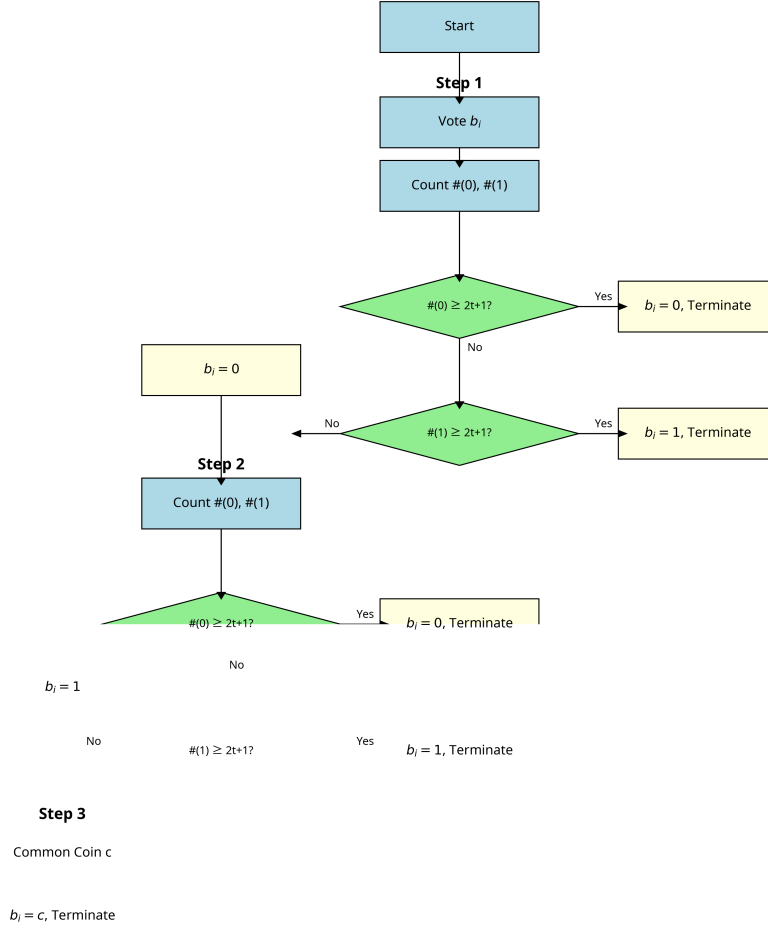 Start
Step 1
Vote bᵢ
Count #(0), #(1)
#(0) ≥ 2t+1?
Yes
bᵢ = 0, Terminate
No
bᵢ = 0
No
#(1) ≥ 2t+1?
Yes
bᵢ = 1, Terminate
Step 2
Count #(0), #(1)
#(0) ≥ 2t+1?
Yes
bᵢ = 0, Terminate
No
bᵢ = 1
No
#(1) ≥ 2t+1?
Yes
bᵢ = 1, Terminate
Step 3
Common Coin c
bᵢ = c, Terminate